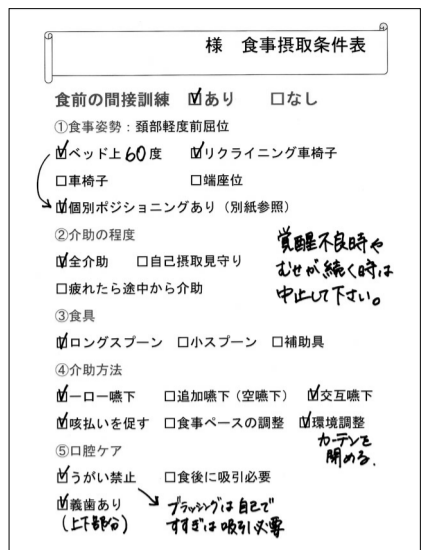 様 食事摂取条件表
食前の間接訓練 ☑あり ☐なし
①食事姿勢：頚部軽度前屈位
☑ベッド上60度 ☑リクライニング車椅子
☐車椅子 ☐端座位
☑個別ポジショニングあり（別紙参照）
②介助の程度
☑全介助 ☐自己摂取見守り
☐疲れたら途中から介助
覚醒不良時や
むせが続く時は
中止して下さい。
③食具
☑ロングスプーン ☐小スプーン ☐補助具
④介助方法
☑一口一嚥下 ☐追加嚥下（空嚥下） ☑交互嚥下
☑咳払いを促す ☐食事ペースの調整 ☑環境調整
カーテンを
閉める。
⑤口腔ケア
☑うがい禁止 ☐食後に吸引必要
☑義歯あり
(上下部分)
ブラッシングは自己で
すすぎは吸引必要